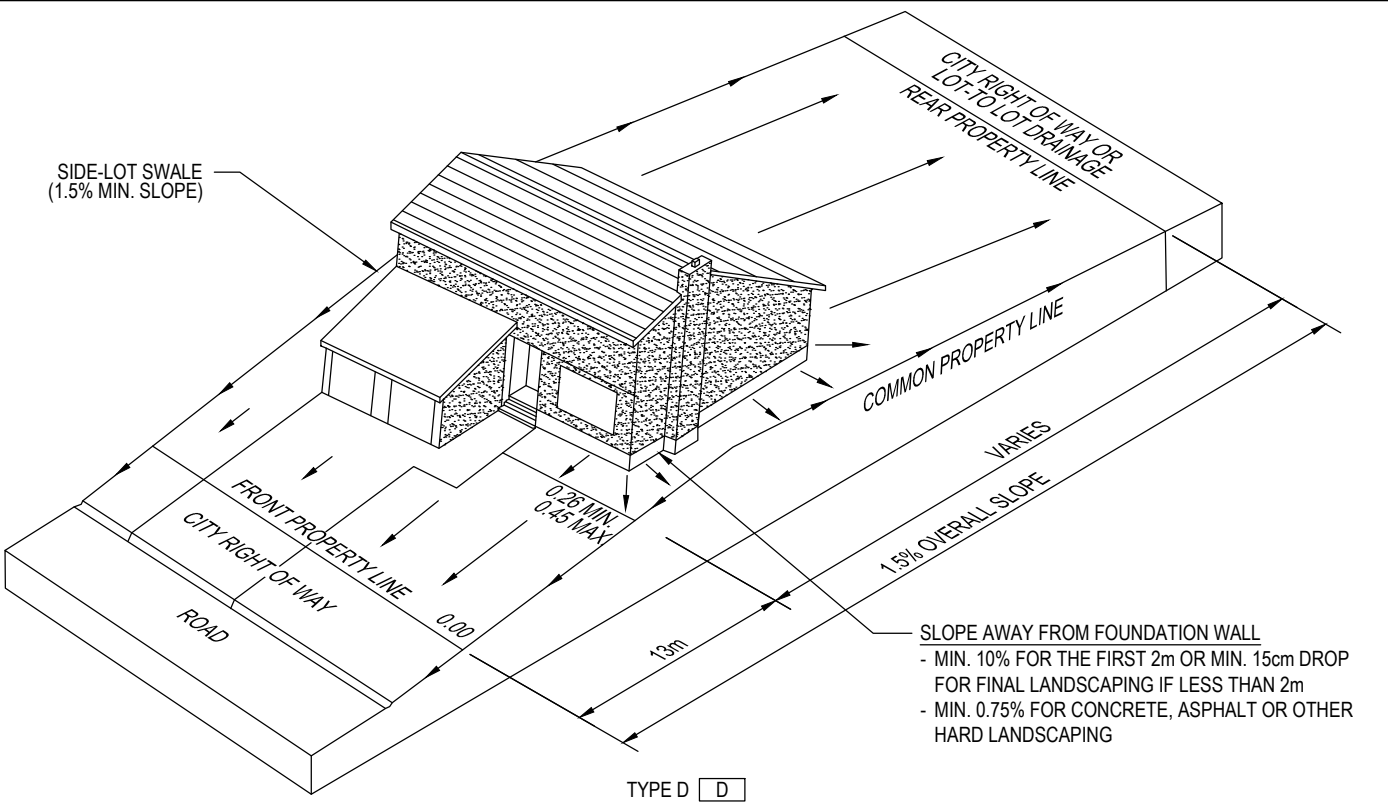 CITY RIGHT OF WAY OR
LOT-TO LOT DRAINAGE
REAR PROPERTY LINE
SIDE-LOT SWALE
(1.5% MIN. SLOPE)
COMMON PROPERTY LINE
VARIES
1.5% OVERALL SLOPE
0.26 MIN.
0.45 MAX
FRONT PROPERTY LINE
0.00
CITY RIGHT OF WAY
ROAD
13m
SLOPE AWAY FROM FOUNDATION WALL
- MIN. 10% FOR THE FIRST 2m OR MIN. 15cm DROP
FOR FINAL LANDSCAPING IF LESS THAN 2m
- MIN. 0.75% FOR CONCRETE, ASPHALT OR OTHER
HARD LANDSCAPING
TYPE D D